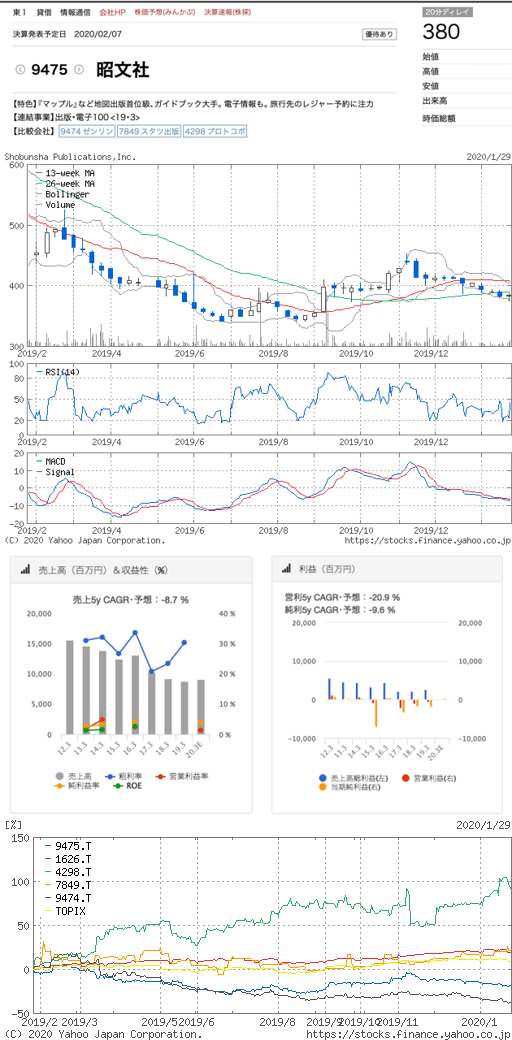 東1 貸借 情報通信 会社HP 株価予想(みんかぶ) 決算速報(株探)
20分ディレイ
380
決算発表予定日 2020/02/07 優待あり
9475 昭文社
始値
高値
安値
出来高
時価総額
【特色】『マップル』など地図出版首位級、ガイドブック大手。電子情報も。旅行先のレジャー予約に注力
【連結事業】出版・電子100<19・3>
【比較会社】 9474 ゼンリン 7849 スタツ出版 4298 プロトコポ
Shobunsha Publications,Inc. 2020/1/29
13-week MA
26-week MA
Bollinger
Volume
600
500
400
300
2019/2 2019/4 2019/6 2019/8 2019/10 2019/12
RSI(14)
100
80
50
20
0
2019/2 2019/4 2019/6 2019/8 2019/10 2019/12
MACD
Signal
20
10
0
-10
-20
2019/2 2019/4 2019/6 2019/8 2019/10 2019/12
(C) 2020 Yahoo Japan Corporation. https://stocks.finance.yahoo.co.jp
売上高（百万円）＆収益性（%）
売上5y CAGR・予想：-8.7 %
20,000 40 %
15,000 30 %
10,000 20 %
5,000 10 %
0 0 %
12.3 13.3 14.3 15.3 16.3 17.3 18.3 19.3 20.3E
売上高 粗利率 営業利益率
純利益率 ROE
利益（百万円）
営利5y CAGR・予想：-20.9 %
純利5y CAGR・予想：-9.6 %
20,000 20,000
10,000 10,000
0 0
-10,000 -10,000
12.3 13.3 14.3 15.3 16.3 17.3 18.3 19.3 20.3E
売上高総利益(左) 営業利益(右)
当期純利益(右)
[%] 2020/1/29
9475.T
1626.T
4298.T
7849.T
9474.T
TOPIX
150
100
50
0
-50
2019/2 2019/3 2019/5 2019/6 2019/8 2019/9 2019/10 2019/11 2020/1
(C) 2020 Yahoo Japan Corporation. https://stocks.finance.yahoo.co.jp